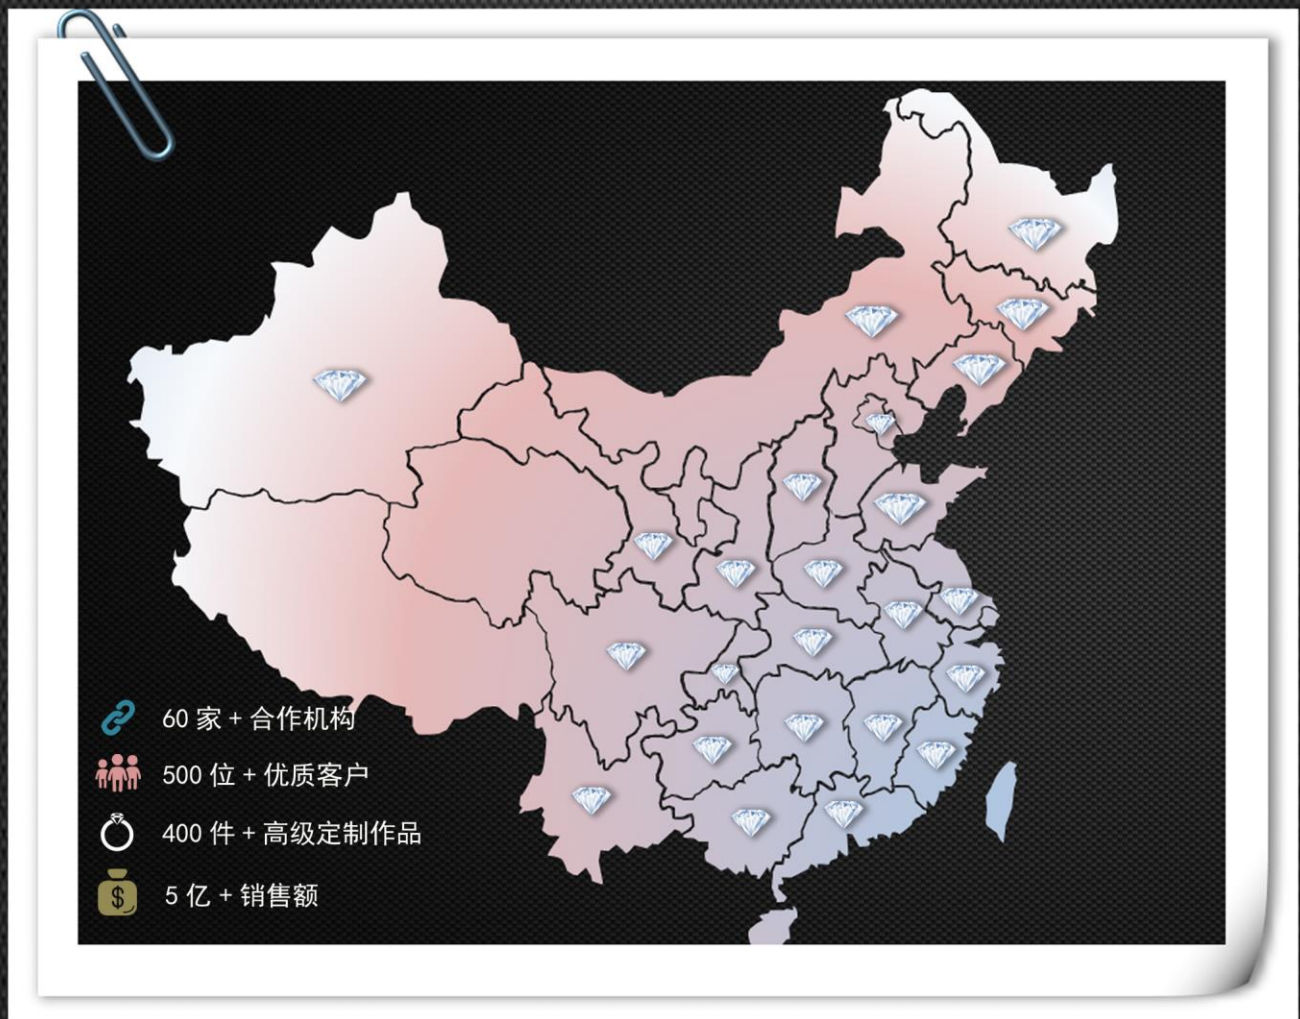 60 家 + 合作机构
500 位 + 优质客户
400 件 + 高级定制作品
5 亿 + 销售额